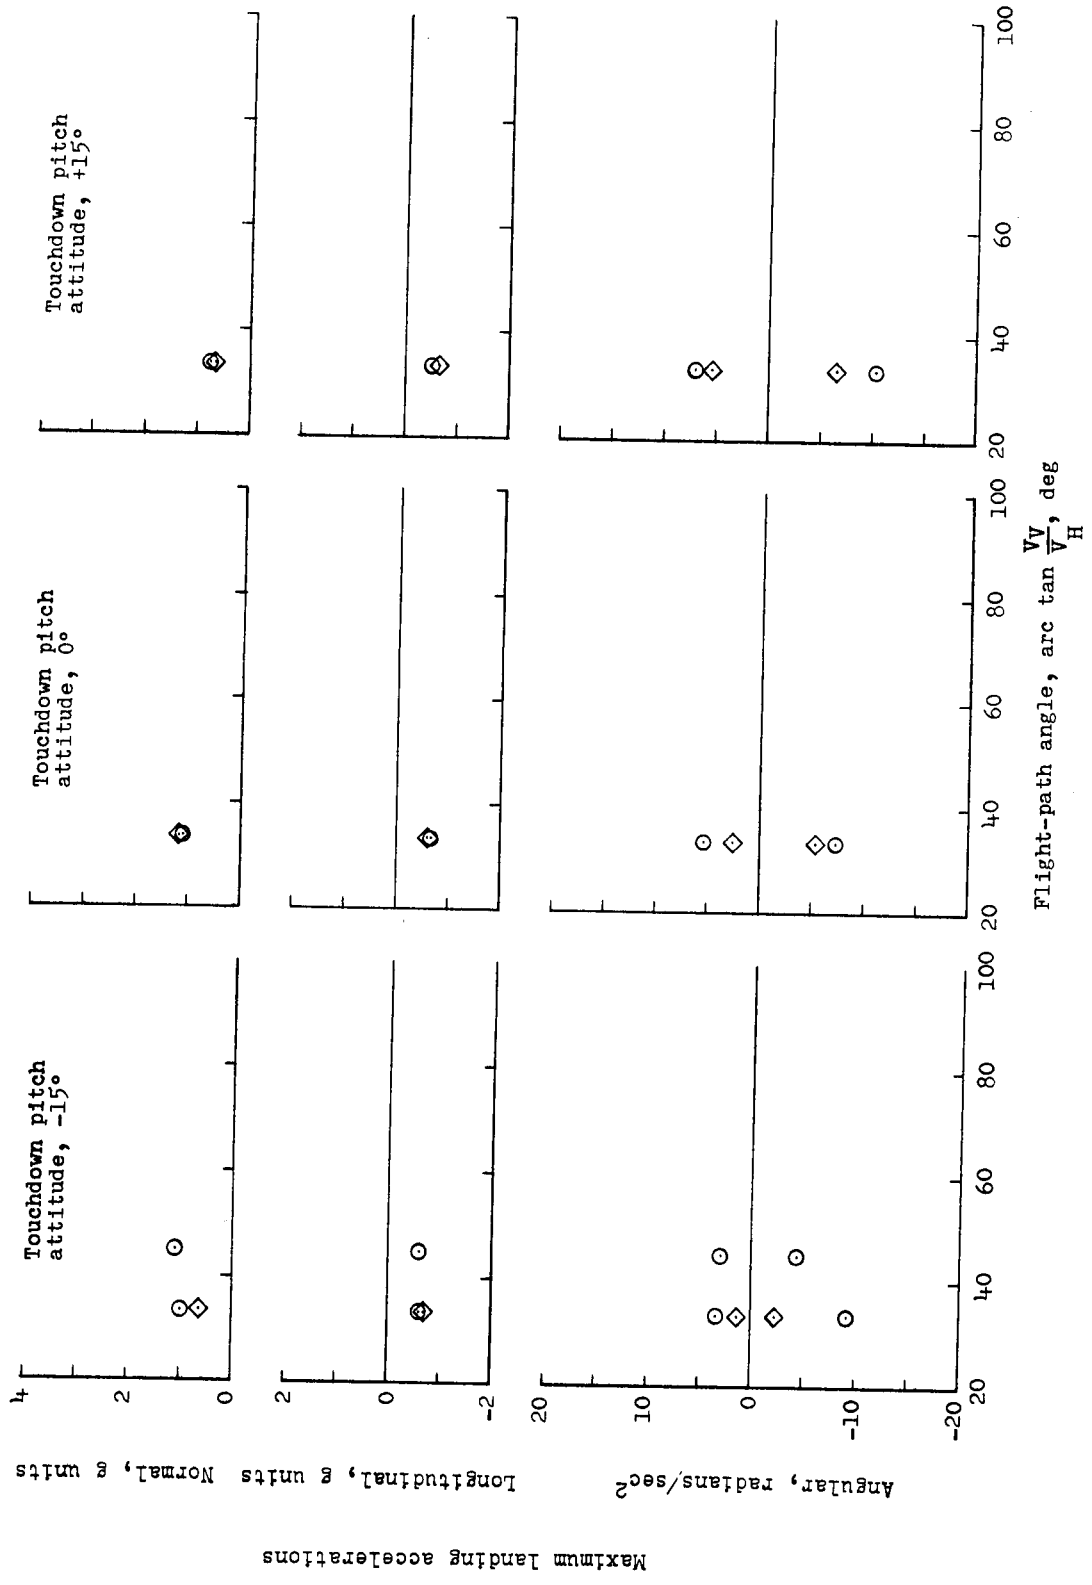 Touchdown pitch
attitude, -15°
Touchdown pitch
attitude, 0°
Touchdown pitch
attitude, +15°
Maximum landing accelerations
Normal, g units
4
2
0
Longitudinal, g units
2
0
-2
Angular, radians/sec²
20
10
0
-10
-20
20 40 60 80 100
20 40 60 80 100
20 40 60 80 100
Flight-path angle, arc tan V_V/V_H, deg